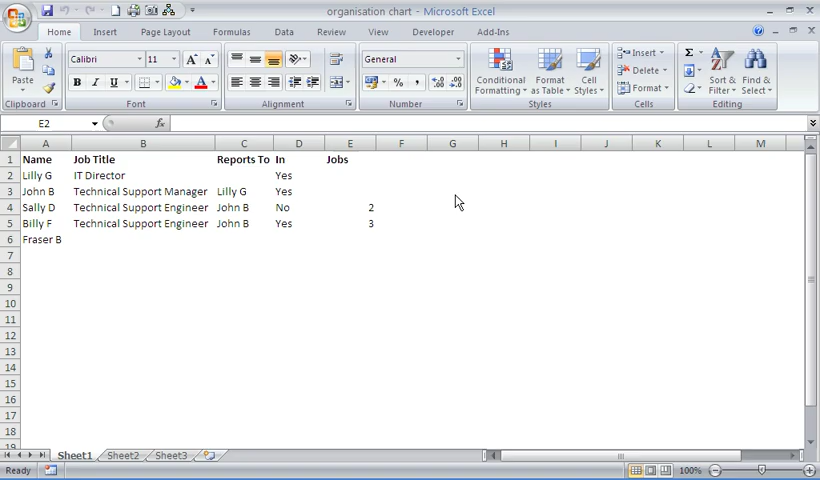 organisation chart - Microsoft Excel
Home Insert Page Layout Formulas Data Review View Developer Add-Ins
Paste Calibri 11 A A General Conditional Formatting Format as Table Cell Styles Insert Delete Format Σ Sort & Filter Find & Select
B I U A % ,
Clipboard Font Alignment Number Styles Cells Editing
E2 fx
A B C D E F G H I J K L M
1 Name Job Title Reports To In Jobs
2 Lilly G IT Director Yes
3 John B Technical Support Manager Lilly G Yes
4 Sally D Technical Support Engineer John B No 2
5 Billy F Technical Support Engineer John B Yes 3
6 Fraser B
7
8
9
10
11
12
13
14
15
16
17
18
19
Sheet1 Sheet2 Sheet3
Ready 100%